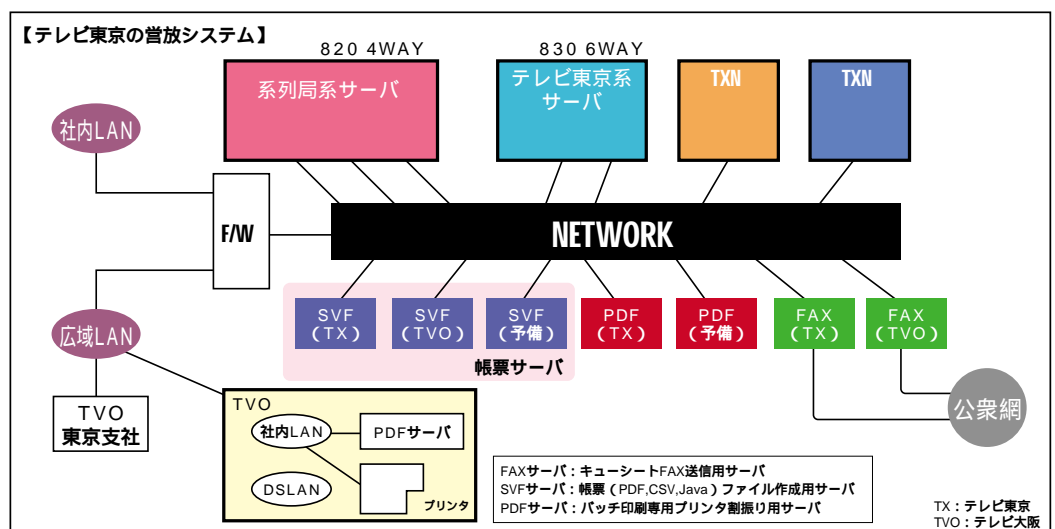 【テレビ東京の営放システム】
820 4WAY
830 6WAY
系列局系サーバ
テレビ東京系
サーバ
TXN
TXN
社内LAN
F/W
NETWORK
SVF
(TX)
SVF
(TVO)
SVF
(予備)
PDF
(TX)
PDF
(予備)
FAX
(TX)
FAX
(TVO)
帳票サーバ
広域LAN
TVO
東京支社
TVO
社内LAN
PDFサーバ
DSLAN
プリンタ
公衆網
FAXサーバ:キューシートFAX送信用サーバ
SVFサーバ:帳票(PDF,CSV,Java)ファイル作成用サーバ
PDFサーバ:バッチ印刷専用プリンタ割振り用サーバ
TX:テレビ東京
TVO:テレビ大阪